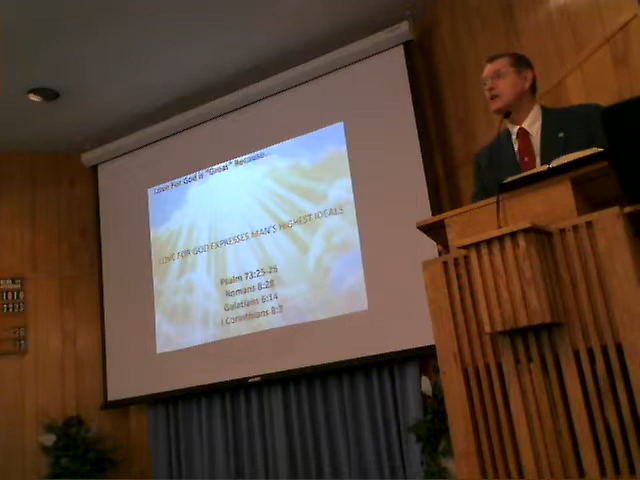 Love For God is "Great" Because...
LOVE FOR GOD EXPRESSES MAN'S HIGHEST IDEALS
Psalm 73:25-26
Romans 8:28
Galatians 6:14
I Corinthians 8:3